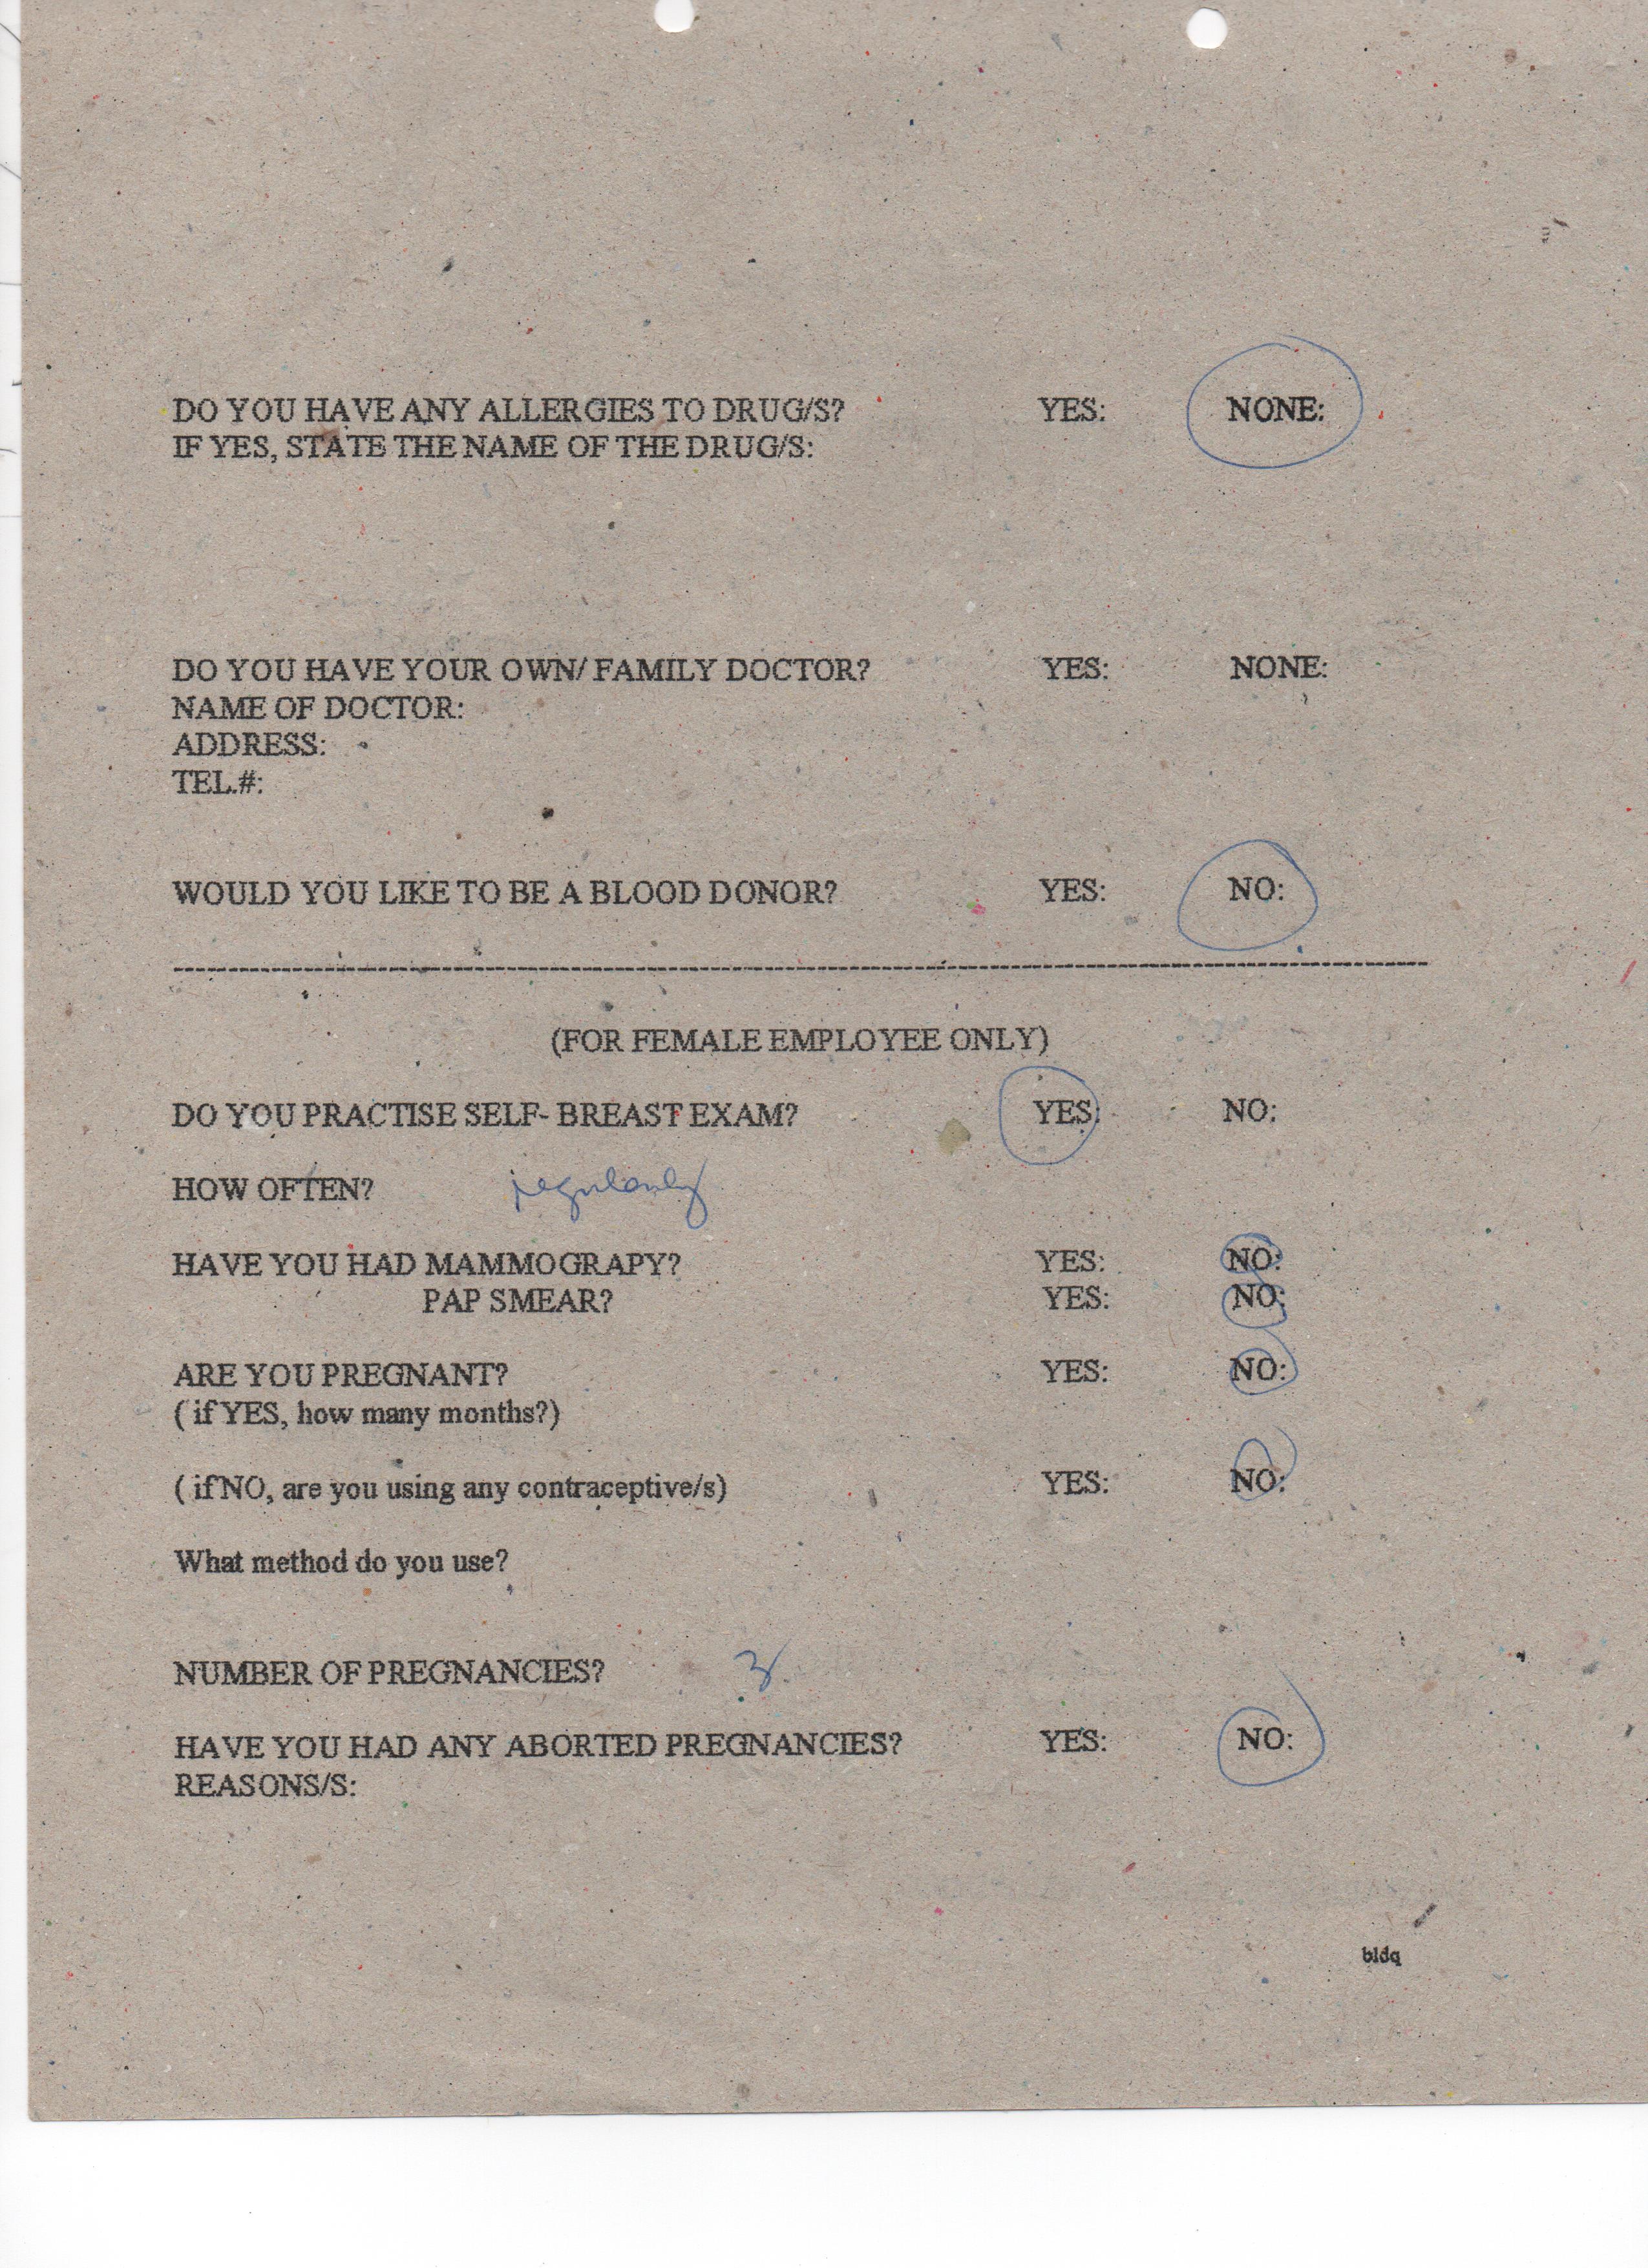 DO YOU HAVE ANY ALLERGIES TO DRUG/S? YES: NONE:
IF YES, STATE THE NAME OF THE DRUG/S:
DO YOU HAVE YOUR OWN/ FAMILY DOCTOR? YES: NONE:
NAME OF DOCTOR:
ADDRESS:
TEL.#:
WOULD YOU LIKE TO BE A BLOOD DONOR? YES: NO:
(FOR FEMALE EMPLOYEE ONLY)
DO YOU PRACTISE SELF- BREAST EXAM? YES: NO:
HOW OFTEN? regularly
HAVE YOU HAD MAMMOGRAPY? YES: NO:
PAP SMEAR? YES: NO:
ARE YOU PREGNANT? YES: NO:
( if YES, how many months?)
( if NO, are you using any contraceptive/s) YES: NO:
What method do you use?
NUMBER OF PREGNANCIES? 3
HAVE YOU HAD ANY ABORTED PREGNANCIES? YES: NO:
REASONS/S:
bldq